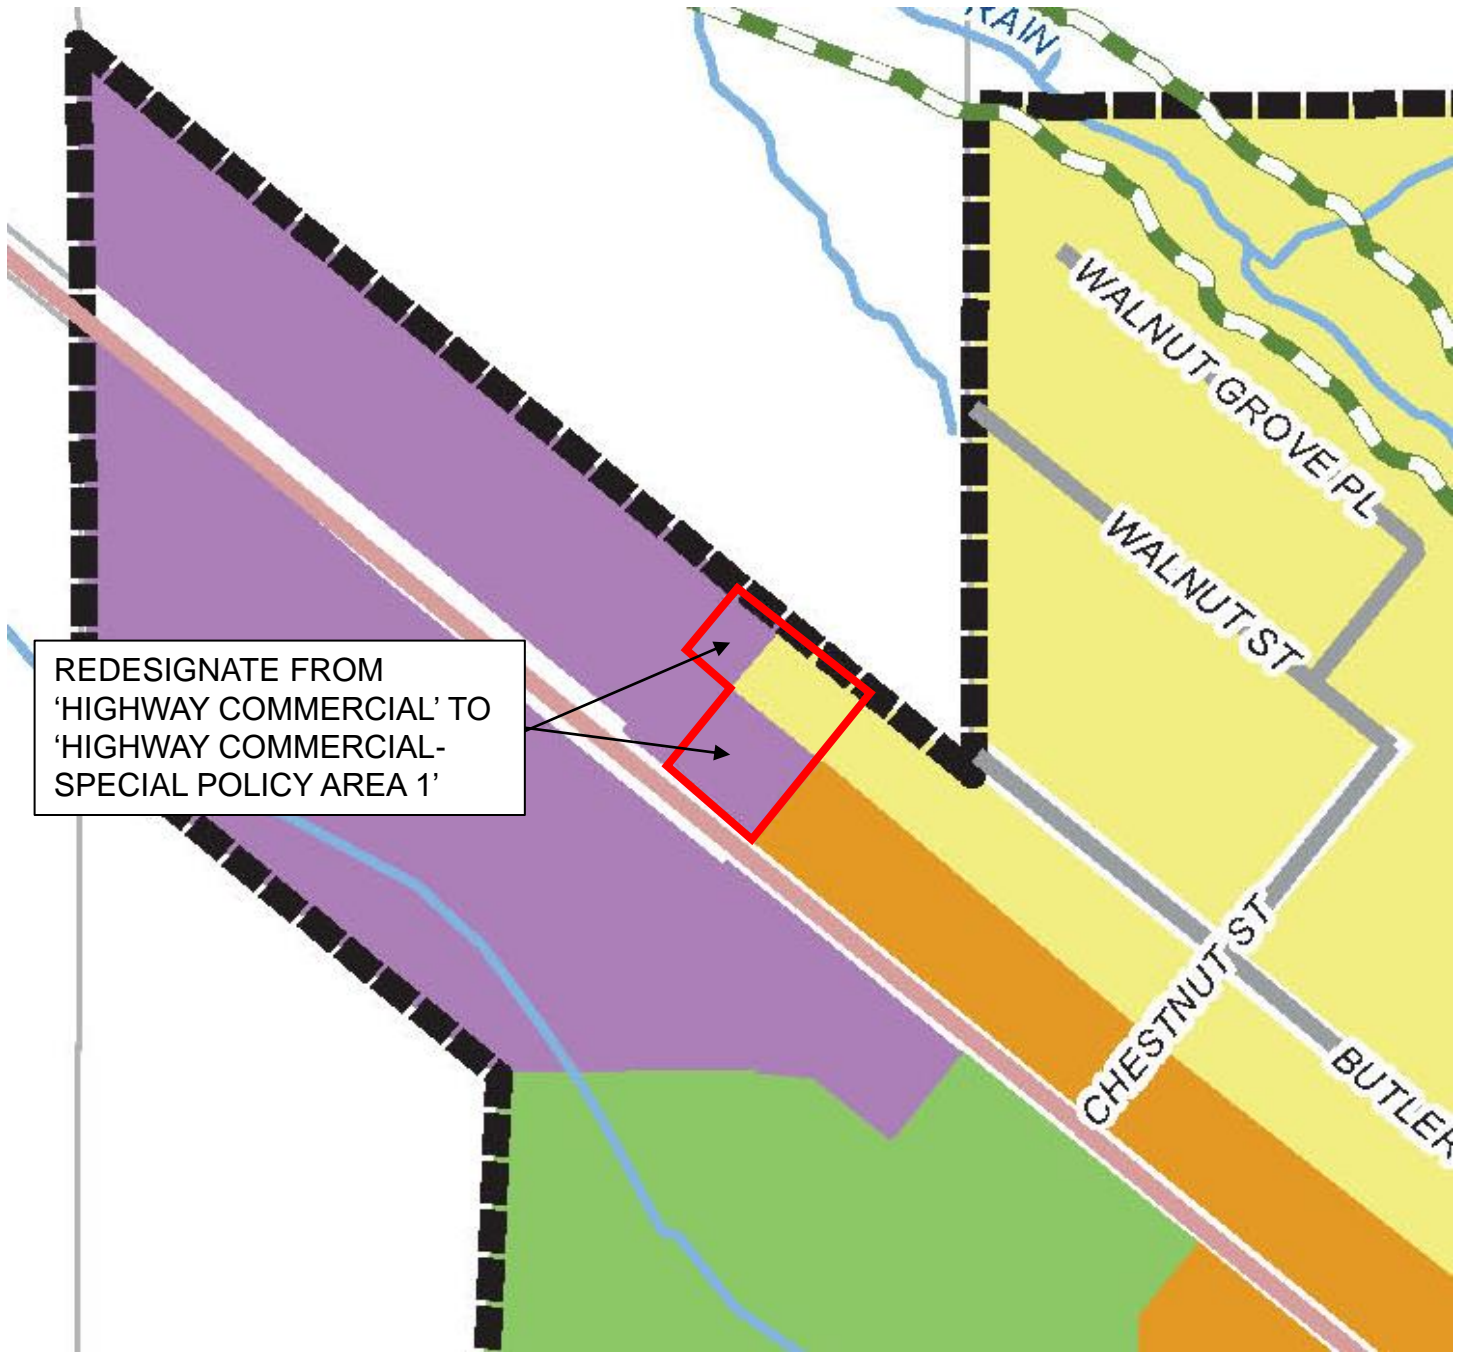 RAIN
WALNUT GROVE PL
WALNUT ST
REDESIGNATE FROM
‘HIGHWAY COMMERCIAL’ TO
‘HIGHWAY COMMERCIAL-
SPECIAL POLICY AREA 1’
CHESTNUT ST
BUTLER